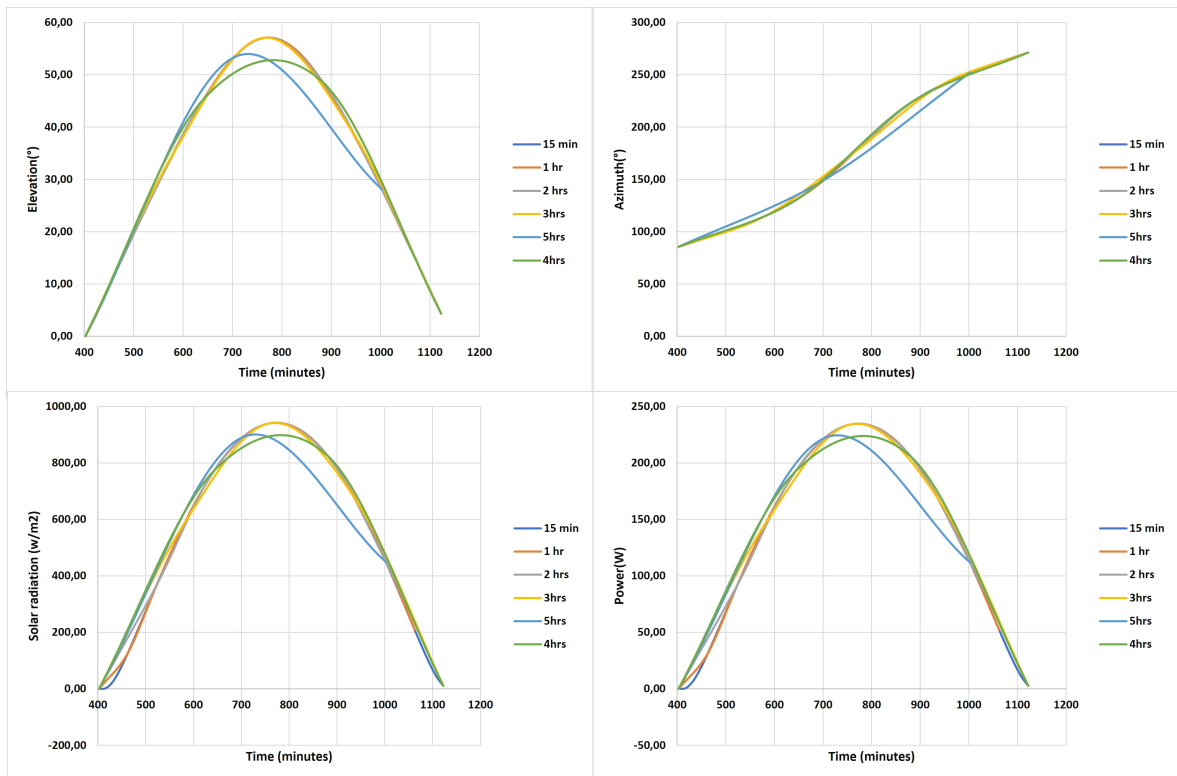 60,00
50,00
40,00
30,00
20,00
10,00
0,00
Elevation(°)
400 500 600 700 800 900 1000 1100 1200
Time (minutes)
15 min
1 hr
2 hrs
3hrs
5hrs
4hrs
300,00
250,00
200,00
150,00
100,00
50,00
0,00
Azimuth(°)
400 500 600 700 800 900 1000 1100 1200
Time (minutes)
15 min
1 hr
2 hrs
3hrs
5hrs
4hrs
1000,00
800,00
600,00
400,00
200,00
0,00
-200,00
Solar radiation (w/m2)
400 500 600 700 800 900 1000 1100 1200
Time (minutes)
15 min
1 hr
2 hrs
3hrs
5hrs
4hrs
250,00
200,00
150,00
100,00
50,00
0,00
-50,00
Power(W)
400 500 600 700 800 900 1000 1100 1200
Time (minutes)
15 min
1 hr
2 hrs
3hrs
5hrs
4hrs